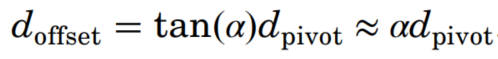 d_offset = tan(α)d_pivot ≈ αd_pivot.